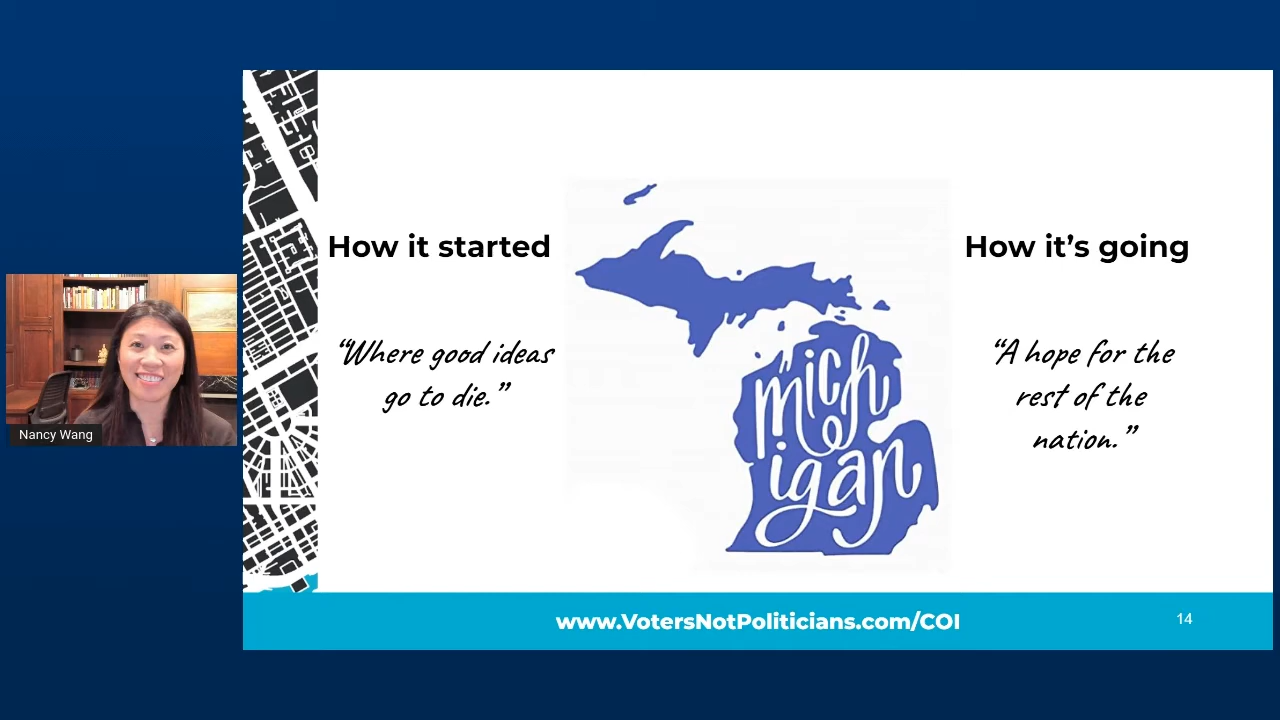 How it started
“Where good ideas
go to die.”
mich
igan
How it’s going
“A hope for the
rest of the
nation.”
Nancy Wang
www.VotersNotPoliticians.com/COI
14